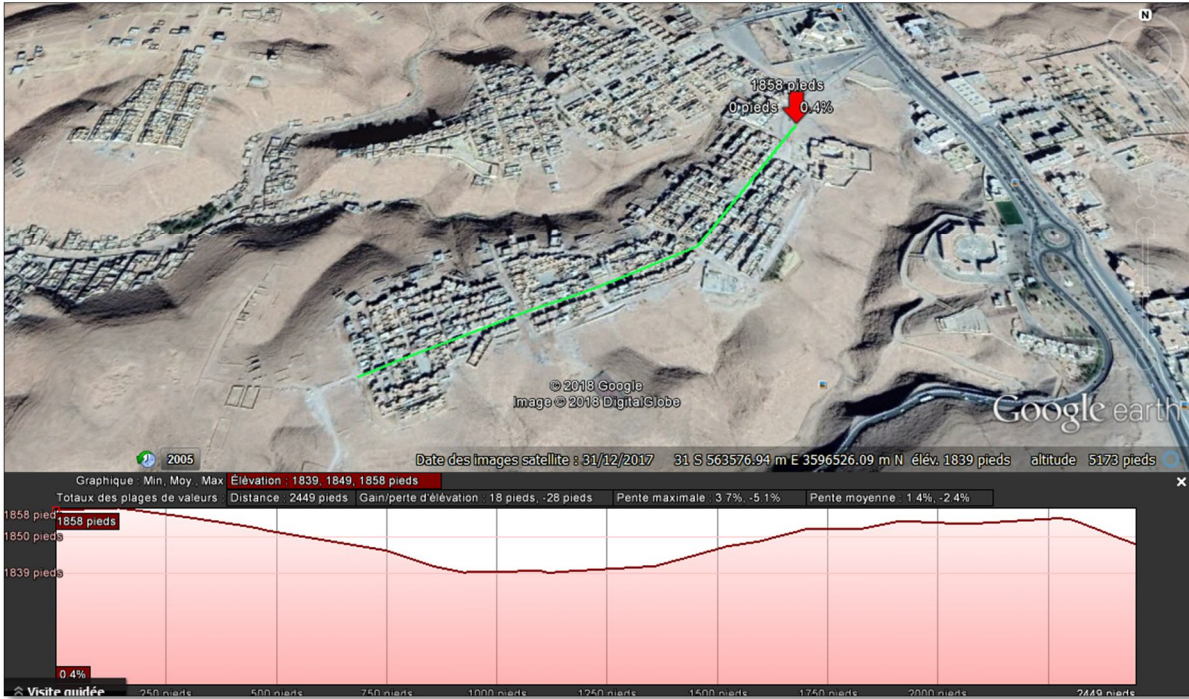 N
1858 pieds
0 pieds 0.4%
© 2018 Google
Image © 2018 DigitalGlobe
Google earth
2005
Date des images satellite : 31/12/2017 31 S 563576.94 m E 3596526.09 m N élév. 1839 pieds altitude 5173 pieds
Graphique : Min, Moy., Max Élévation : 1839, 1849, 1858 pieds
Totaux des plages de valeurs : Distance : 2449 pieds Gain/perte d'élévation : 18 pieds, -28 pieds Pente maximale : 3.7%, -5.1% Pente moyenne : 1.4%, -2.4%
1858 pieds
1858 pieds
1850 pieds
1839 pieds
0.4%
Visite guidée 250 pieds 500 pieds 750 pieds 1000 pieds 1250 pieds 1500 pieds 1750 pieds 2000 pieds 2449 pieds